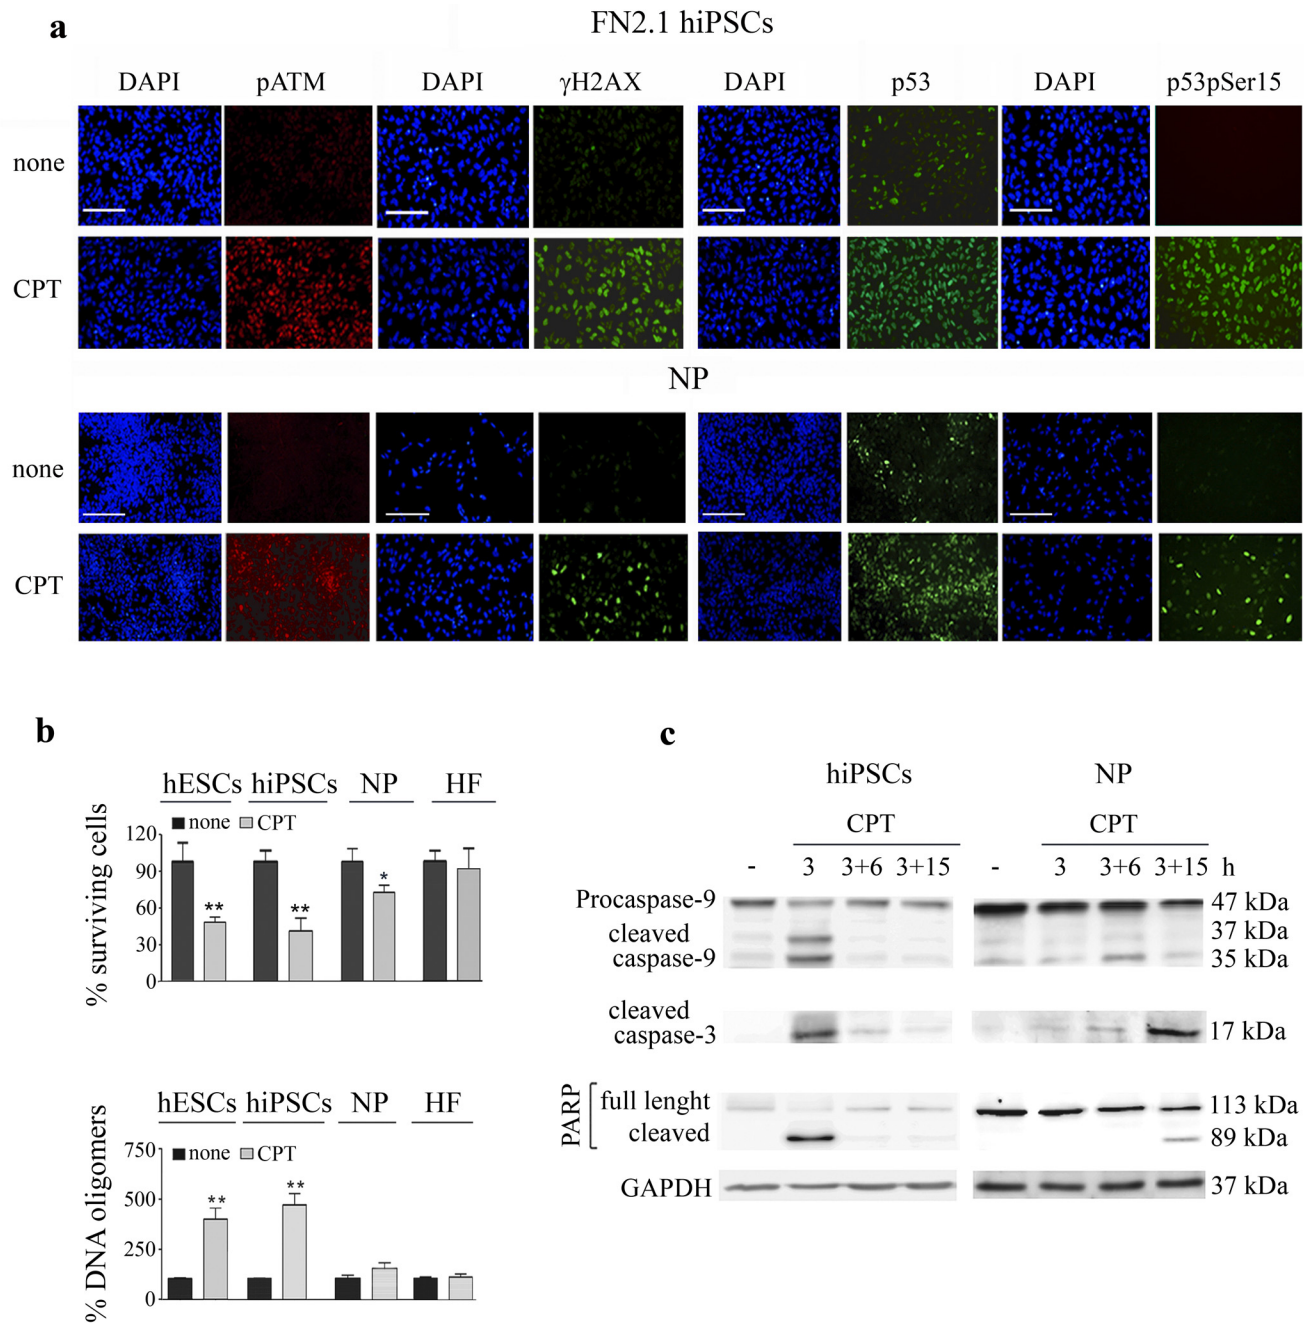 a
FN2.1 hiPSCs
DAPI pATM DAPI γH2AX DAPI p53 DAPI p53pSer15
none
CPT
NP
none
CPT
b
hESCs hiPSCs NP HF
none CPT
% surviving cells
120
90
60
30
0
** ** *
hESCs hiPSCs NP HF
none CPT
% DNA oligomers
750
500
250
0
** **
c
hiPSCs NP
CPT CPT
- 3 3+6 3+15 - 3 3+6 3+15 h
Procaspase-9 47 kDa
cleaved 37 kDa
caspase-9 35 kDa
cleaved
caspase-3 17 kDa
PARP
full lenght 113 kDa
cleaved 89 kDa
GAPDH 37 kDa